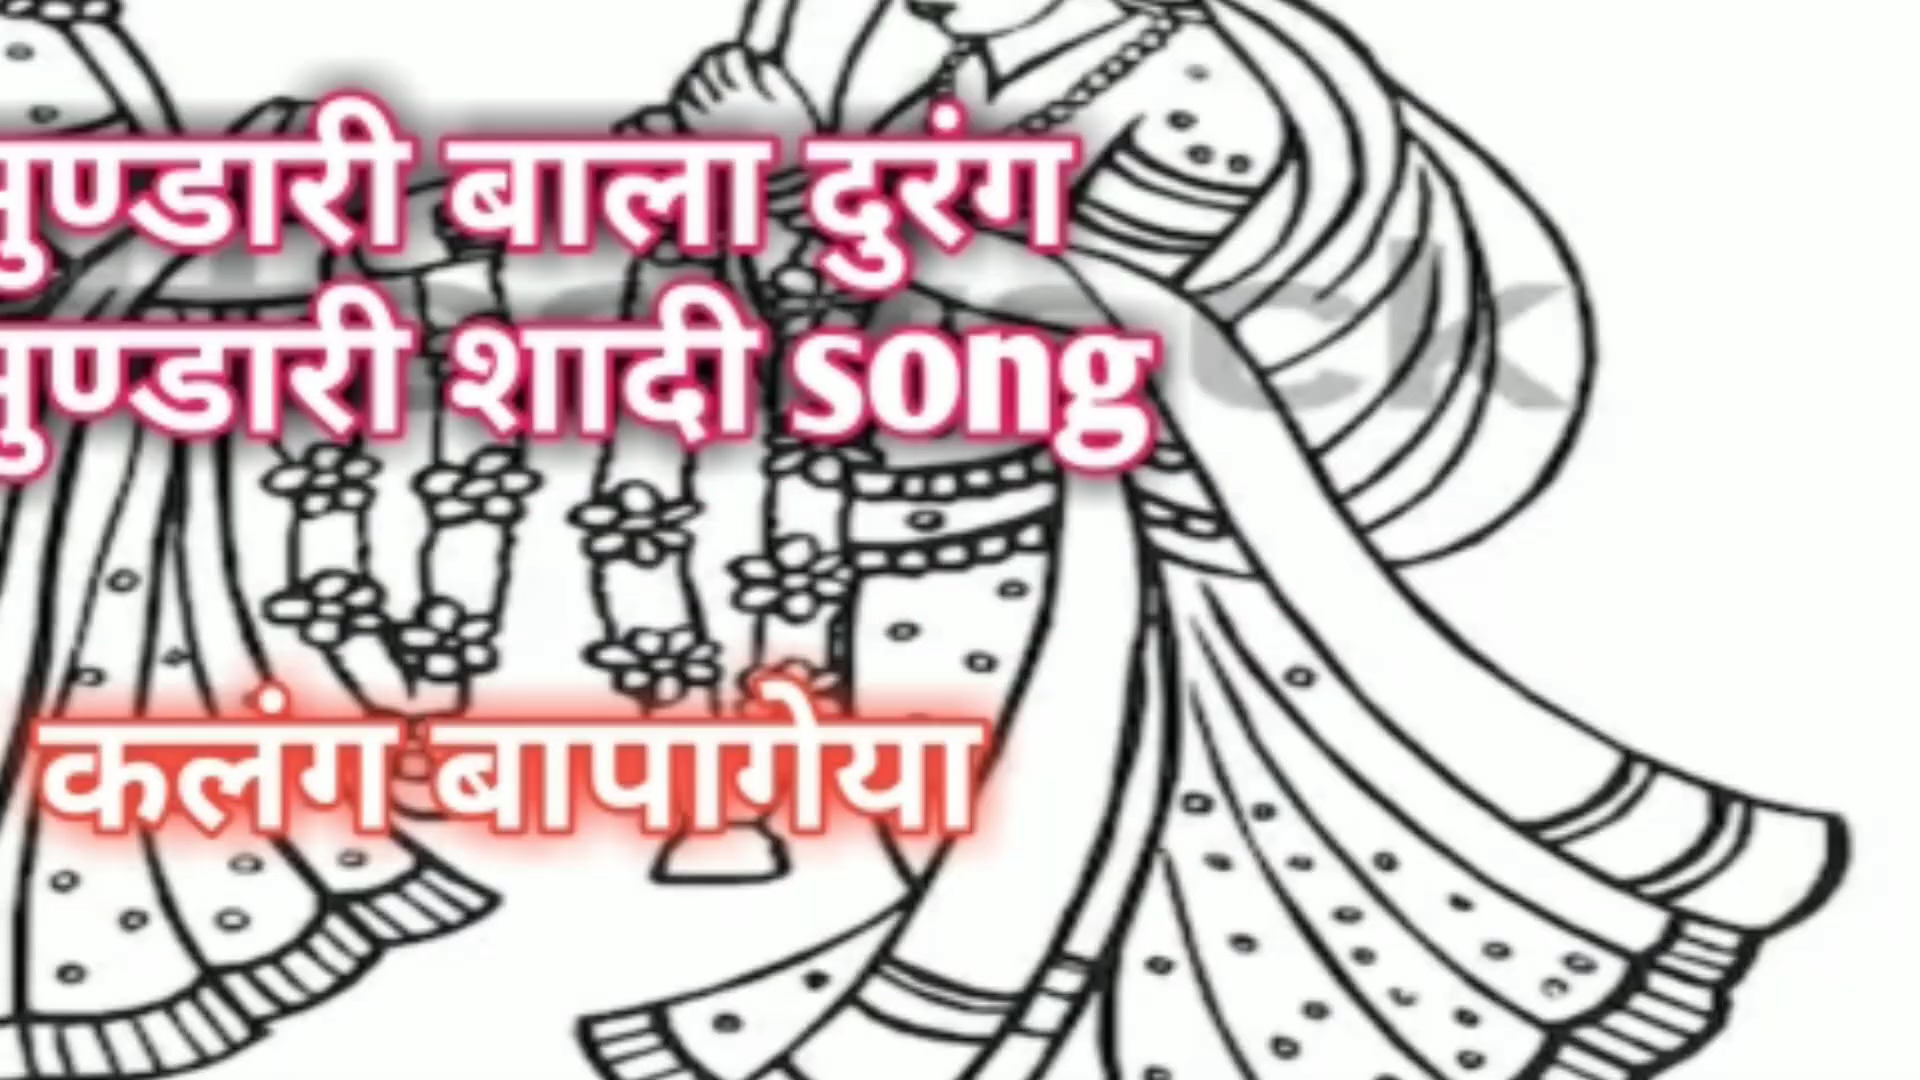 मुण्डारी बाला दुरंग
मुण्डारी शादी song
कलंग बापागेया